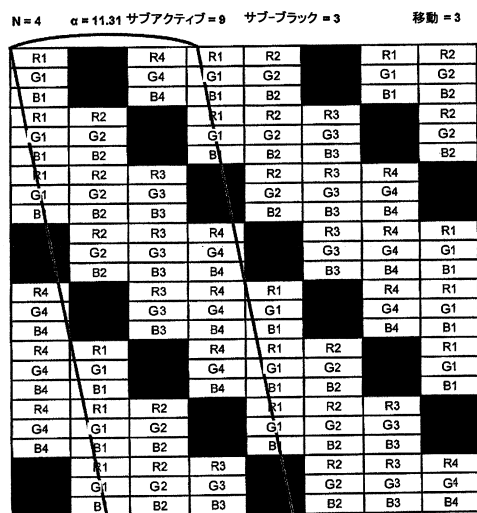 N = 4 α = 11.31 サブアクティブ = 9 サブ−ブラック = 3 移動 = 3
R1 R4 R1 R2 R1 R2
G1 G4 G1 G2 G1 G2
B1 B4 B1 B2 B1 B2
R1 R2 R1 R2 R3 R2
G1 G2 G1 G2 G3 G2
B1 B2 B1 B2 B3 B2
R1 R2 R3 R2 R3 R4
G1 G2 G3 G2 G3 G4
B B2 B3 B2 B3 B4
R2 R3 R4 R3 R4 R1
G2 G3 G4 G3 G4 G1
B2 B3 B4 B3 B4 B1
R4 R3 R4 R1 R4 R1
G4 G3 G4 G1 G4 G1
B4 B3 B4 B1 B4 B1
R4 R1 R4 R1 R2 R1
G4 G1 G4 G1 G2 G1
B4 B1 B4 B1 B2 B1
R4 R1 R2 R1 R2 R3
G4 G1 G2 G1 G2 G3
B4 B1 B2 B1 B2 B3
R1 R2 R3 R2 R3 R4
G1 G2 G3 G2 G3 G4
B B2 B3 B2 B3 B4